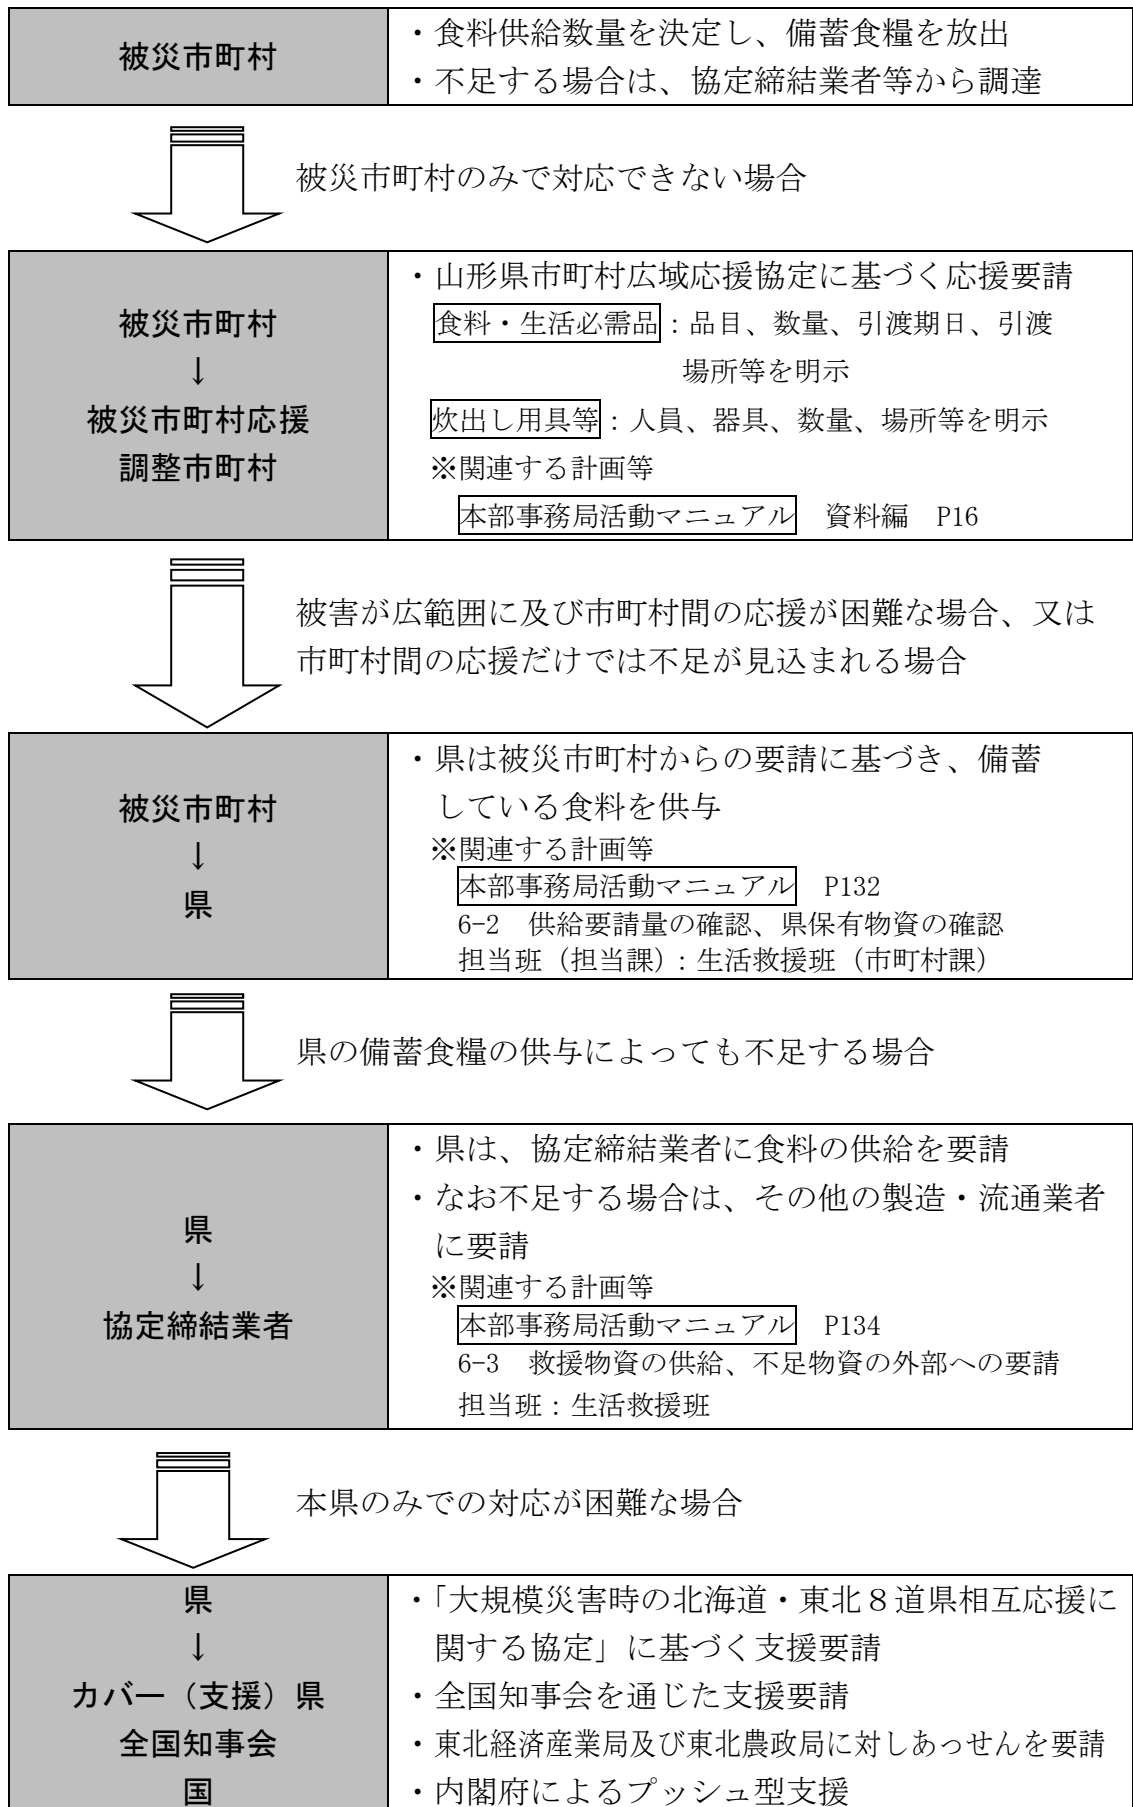 被災市町村
・食料供給数量を決定し、備蓄食糧を放出
・不足する場合は、協定締結業者等から調達
被災市町村のみで対応できない場合
被災市町村
↓
被災市町村応援
調整市町村
・山形県市町村広域応援協定に基づく応援要請
食料・生活必需品：品目、数量、引渡期日、引渡
場所等を明示
炊出し用具等：人員、器具、数量、場所等を明示
※関連する計画等
本部事務局活動マニュアル　資料編　P16
被害が広範囲に及び市町村間の応援が困難な場合、又は
市町村間の応援だけでは不足が見込まれる場合
被災市町村
↓
県
・県は被災市町村からの要請に基づき、備蓄
している食料を供与
※関連する計画等
本部事務局活動マニュアル　P132
6-2　供給要請量の確認、県保有物資の確認
担当班（担当課）：生活救援班（市町村課）
県の備蓄食糧の供与によっても不足する場合
県
↓
協定締結業者
・県は、協定締結業者に食料の供給を要請
・なお不足する場合は、その他の製造・流通業者
に要請
※関連する計画等
本部事務局活動マニュアル　P134
6-3　救援物資の供給、不足物資の外部への要請
担当班：生活救援班
本県のみでの対応が困難な場合
県
↓
カバー（支援）県
全国知事会
国
・「大規模災害時の北海道・東北８道県相互応援に
関する協定」に基づく支援要請
・全国知事会を通じた支援要請
・東北経済産業局及び東北農政局に対しあっせんを要請
・内閣府によるプッシュ型支援